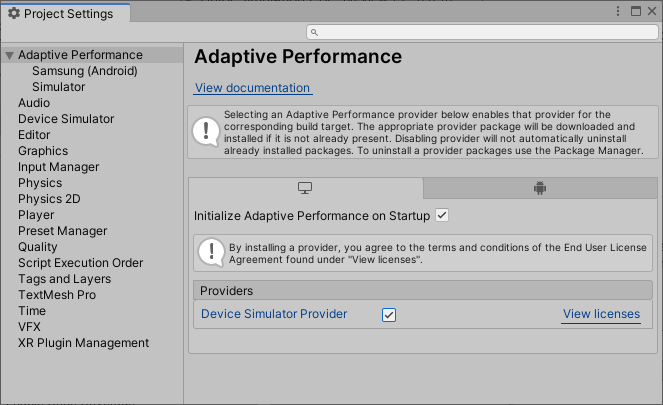 Project Settings
Adaptive Performance
Samsung (Android)
Simulator
Audio
Device Simulator
Editor
Graphics
Input Manager
Physics
Physics 2D
Player
Preset Manager
Quality
Script Execution Order
Tags and Layers
TextMesh Pro
Time
VFX
XR Plugin Management
Adaptive Performance
View documentation
Selecting an Adaptive Performance provider below enables that provider for the
corresponding build target. The appropriate provider package will be downloaded and
installed if it is not already present. Disabling provider will not automatically uninstall
already installed packages. To uninstall a provider packages use the Package Manager.
Initialize Adaptive Performance on Startup
By installing a provider, you agree to the terms and conditions of the End User License
Agreement found under "View licenses".
Providers
Device Simulator Provider
View licenses